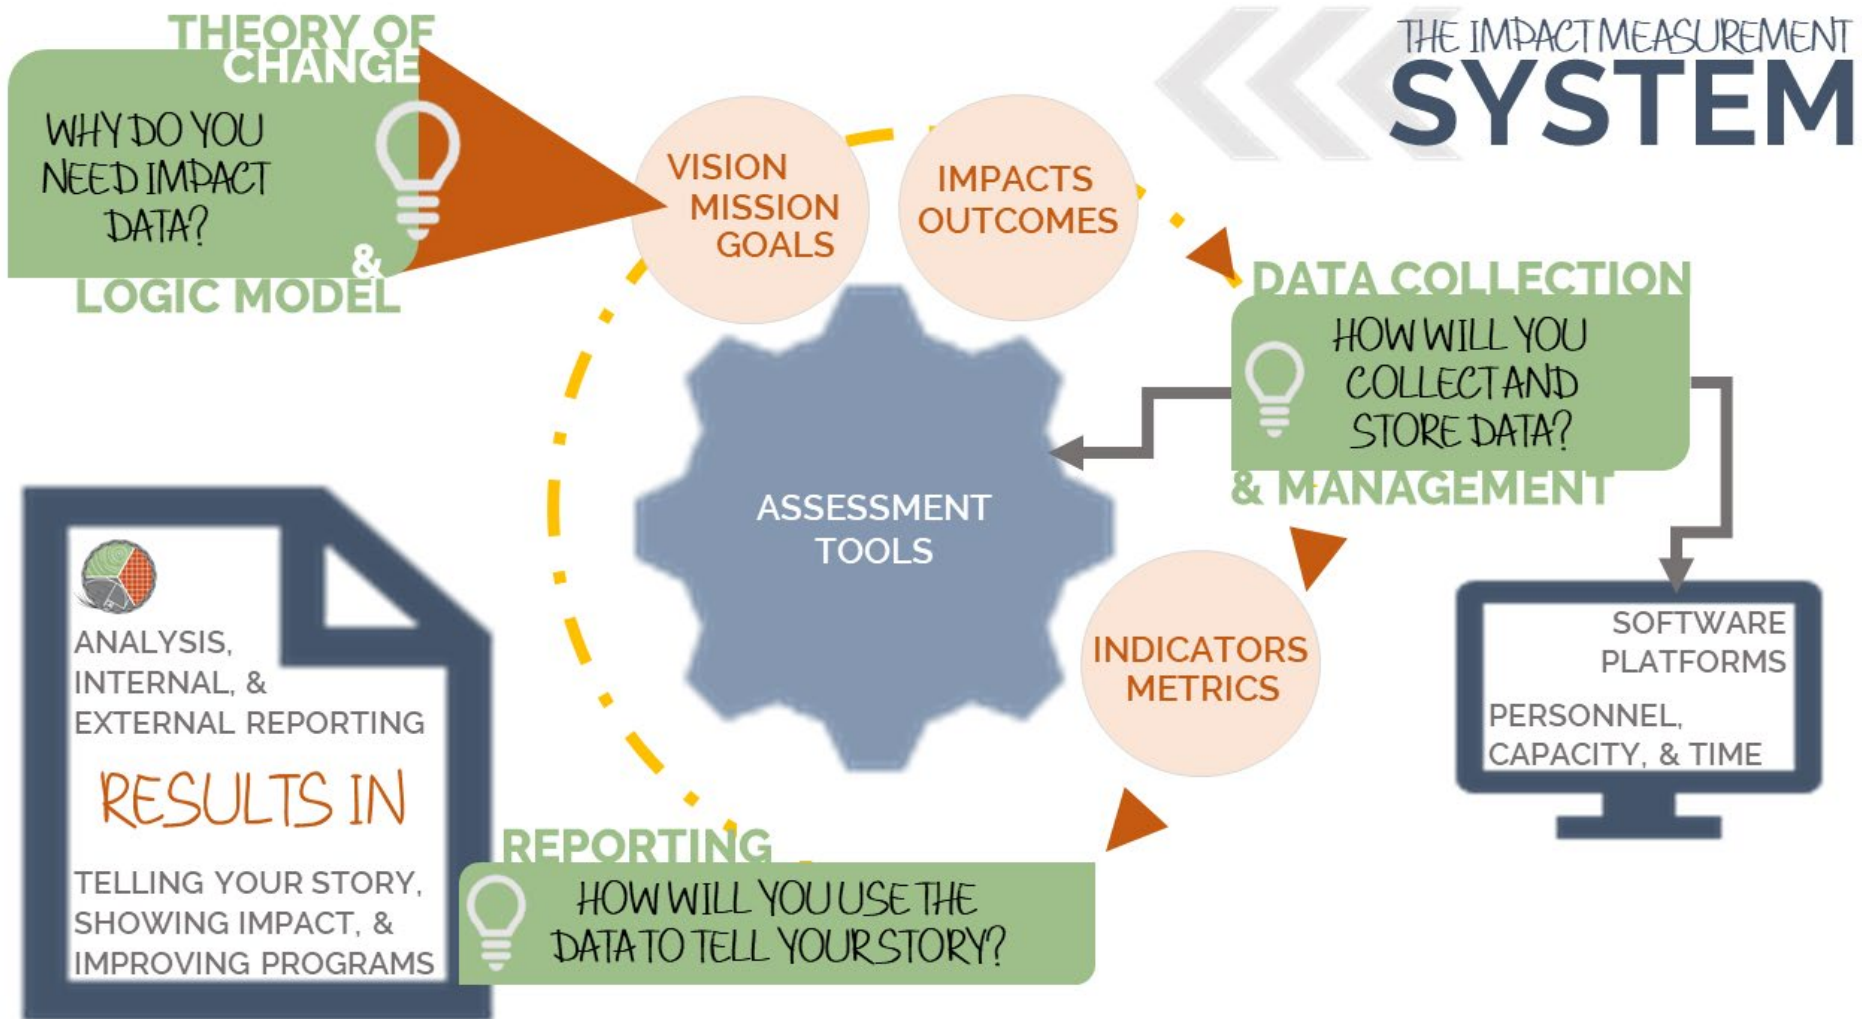 THE IMPACT MEASUREMENT
SYSTEM
THEORY OF
CHANGE
WHY DO YOU
NEED IMPACT
DATA?
&
LOGIC MODEL
VISION
MISSION
GOALS
IMPACTS
OUTCOMES
DATA COLLECTION
HOW WILL YOU
COLLECT AND
STORE DATA?
& MANAGEMENT
ASSESSMENT
TOOLS
SOFTWARE
PLATFORMS
PERSONNEL,
CAPACITY, & TIME
INDICATORS
METRICS
REPORTING
HOW WILL YOU USE THE
DATA TO TELL YOUR STORY?
ANALYSIS,
INTERNAL, &
EXTERNAL REPORTING
RESULTS IN
TELLING YOUR STORY,
SHOWING IMPACT, &
IMPROVING PROGRAMS